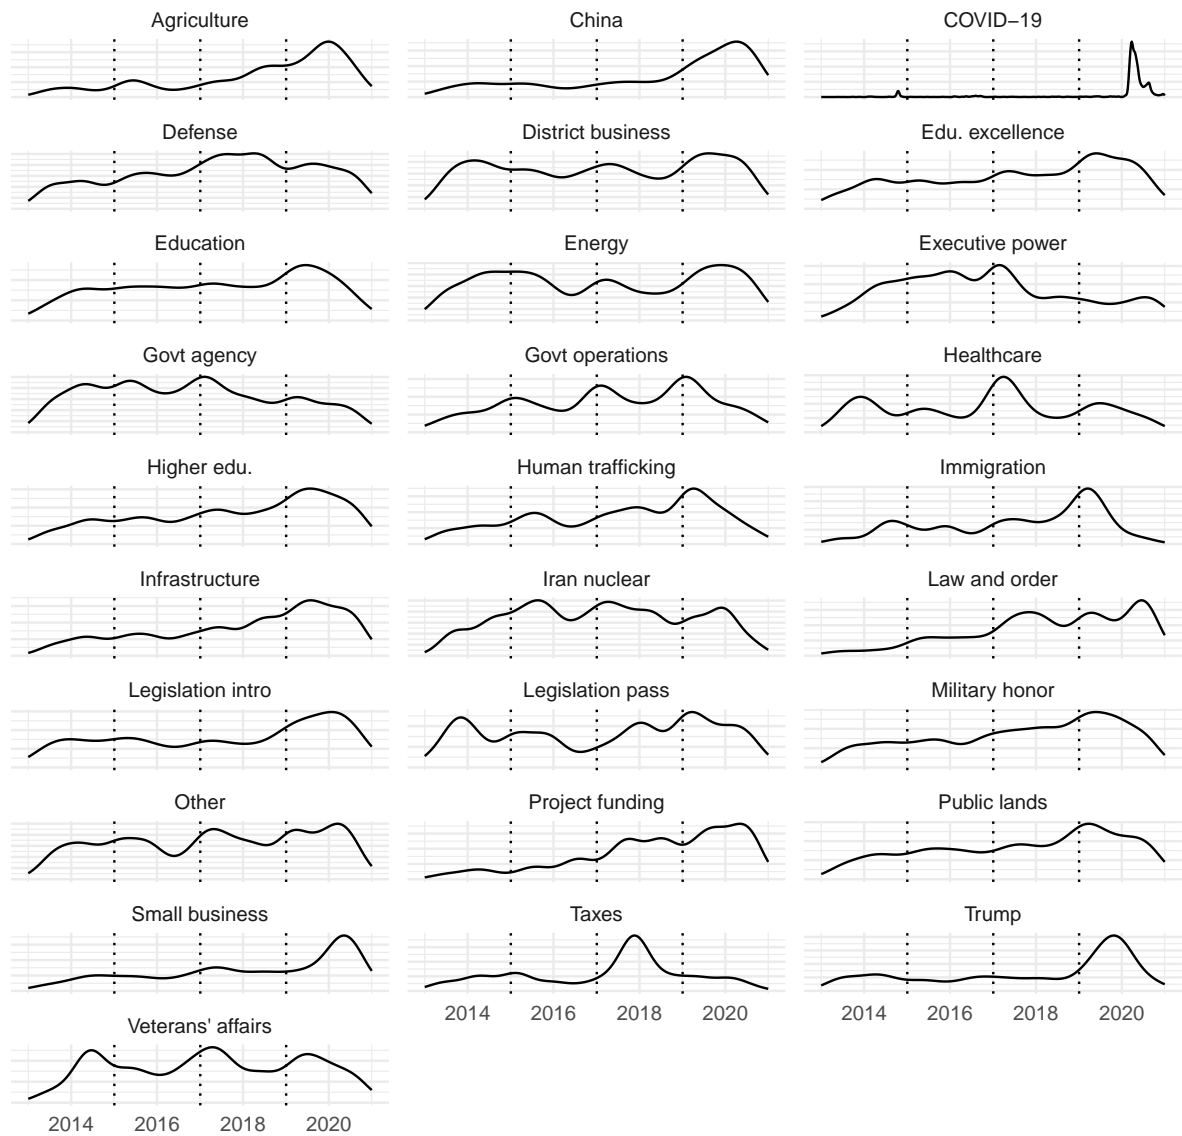 Agriculture
China
COVID−19
Defense
District business
Edu. excellence
Education
Energy
Executive power
Govt agency
Govt operations
Healthcare
Higher edu.
Human trafficking
Immigration
Infrastructure
Iran nuclear
Law and order
Legislation intro
Legislation pass
Military honor
Other
Project funding
Public lands
Small business
Taxes
Trump
2014 2016 2018 2020
2014 2016 2018 2020
Veterans' affairs
2014 2016 2018 2020